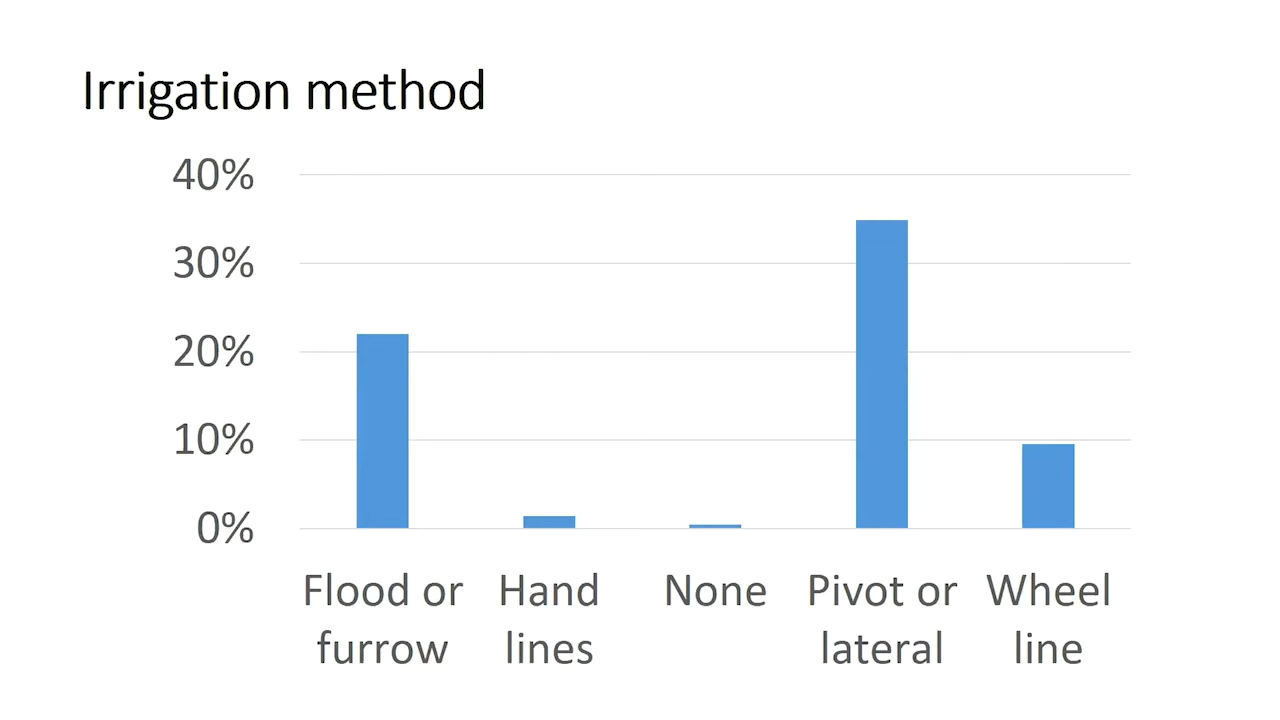 Irrigation method
40%
30%
20%
10%
0%
Flood or furrow
Hand lines
None
Pivot or lateral
Wheel line